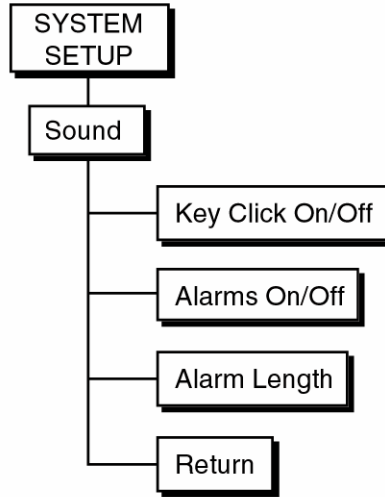 SYSTEM
SETUP
Sound
Key Click On/Off
Alarms On/Off
Alarm Length
Return